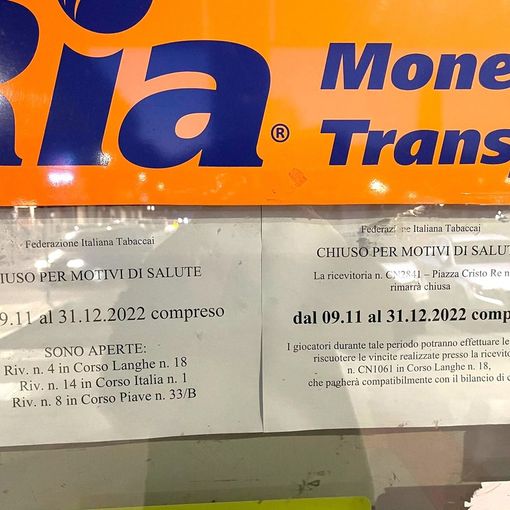 Ria®
Mone
Trans
Federazione Italiana Tabaccai
IUSO PER MOTIVI DI SALUTE
9.11 al 31.12.2022 compreso
SONO APERTE:
Riv. n. 4 in Corso Langhe n. 18
Riv. n. 14 in Corso Italia n. 1
Riv. n. 8 in Corso Piave n. 33/B
Federazione Italiana Tabaccai
CHIUSO PER MOTIVI DI SALUT
La ricevitoria n. CN2841 – Piazza Cristo Re n
rimarrà chiusa
dal 09.11 al 31.12.2022 comp
I giocatori durante tale periodo potranno effettuare le
riscuotere le vincite realizzate presso la ricevit
n. CN1061 in Corso Langhe n. 18,
che pagherà compatibilmente con il bilancio di c